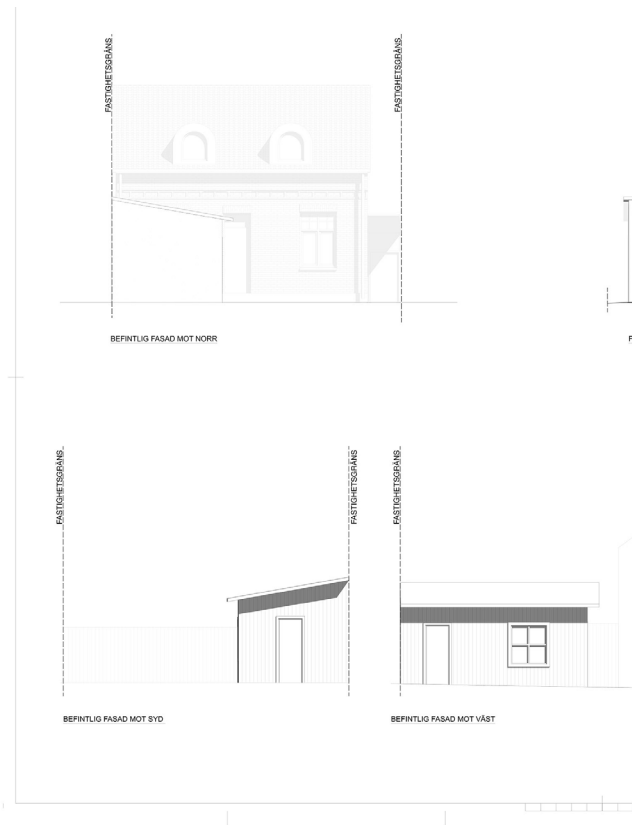 FASTIGHETSGRÄNS
FASTIGHETSGRÄNS
BEFINTLIG FASAD MOT NORR
F
FASTIGHETSGRÄNS
FASTIGHETSGRÄNS
FASTIGHETSGRÄNS
BEFINTLIG FASAD MOT SYD
BEFINTLIG FASAD MOT VÄST